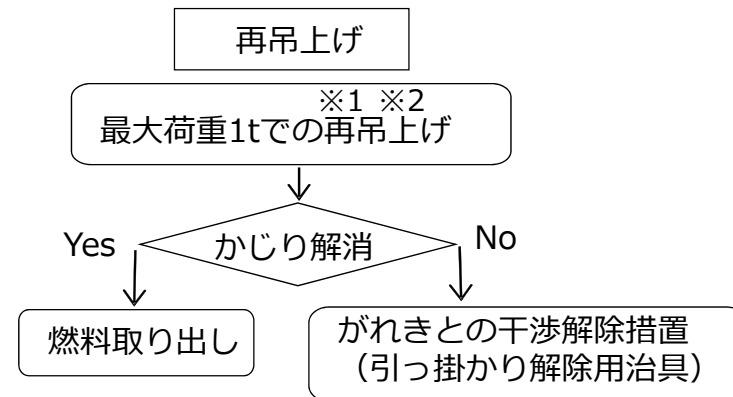 再吊上げ
※1 ※2
最大荷重1tでの再吊上げ
かじり解消
Yes
No
燃料取り出し
がれきとの干渉解除措置
（引っ掛かり解除用治具）